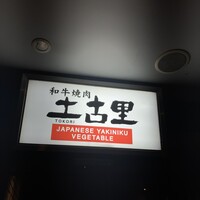 和牛焼肉
土古里
TOKORI
JAPANESE YAKINIKU
VEGETABLE